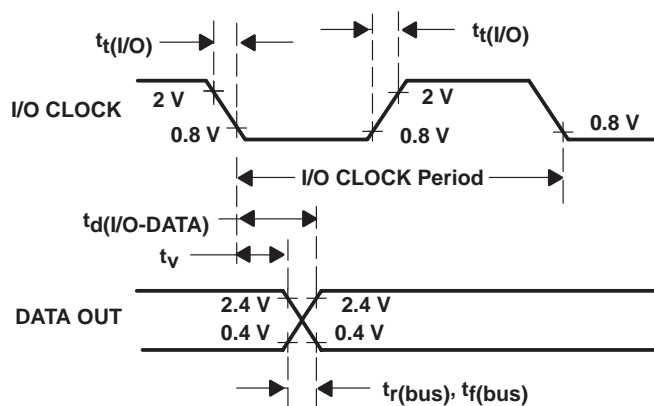 tt(I/O)
tt(I/O)
I/O CLOCK
2 V
2 V
0.8 V
0.8 V
0.8 V
I/O CLOCK Period
td(I/O-DATA)
tv
DATA OUT
2.4 V
2.4 V
0.4 V
0.4 V
tr(bus), tf(bus)